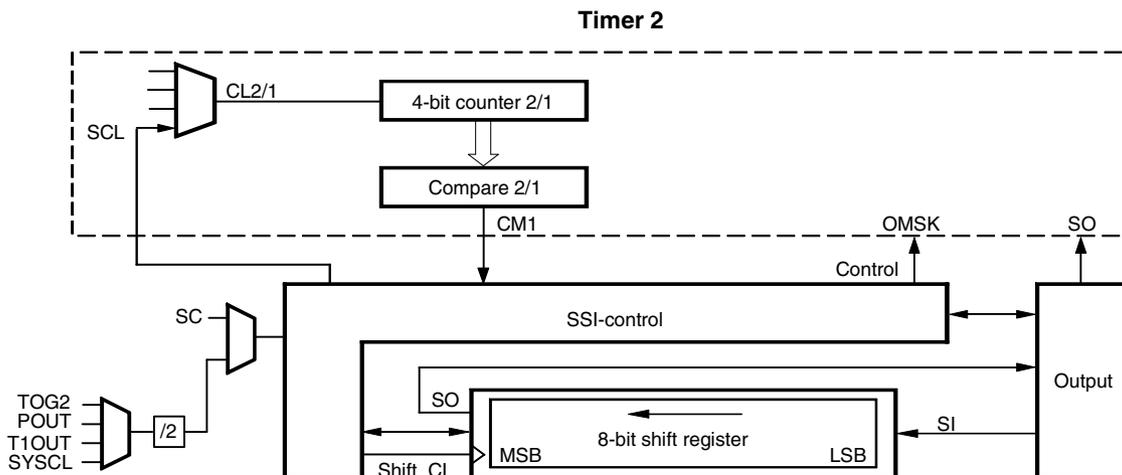 Timer 2
CL2/1
4-bit counter 2/1
SCL
Compare 2/1
CM1
OMSK
SO
Control
SC
SSI-control
TOG2
POUT
T1OUT
SYSCL
/2
SO
Output
8-bit shift register
SI
MSB
LSB
Shift_CL